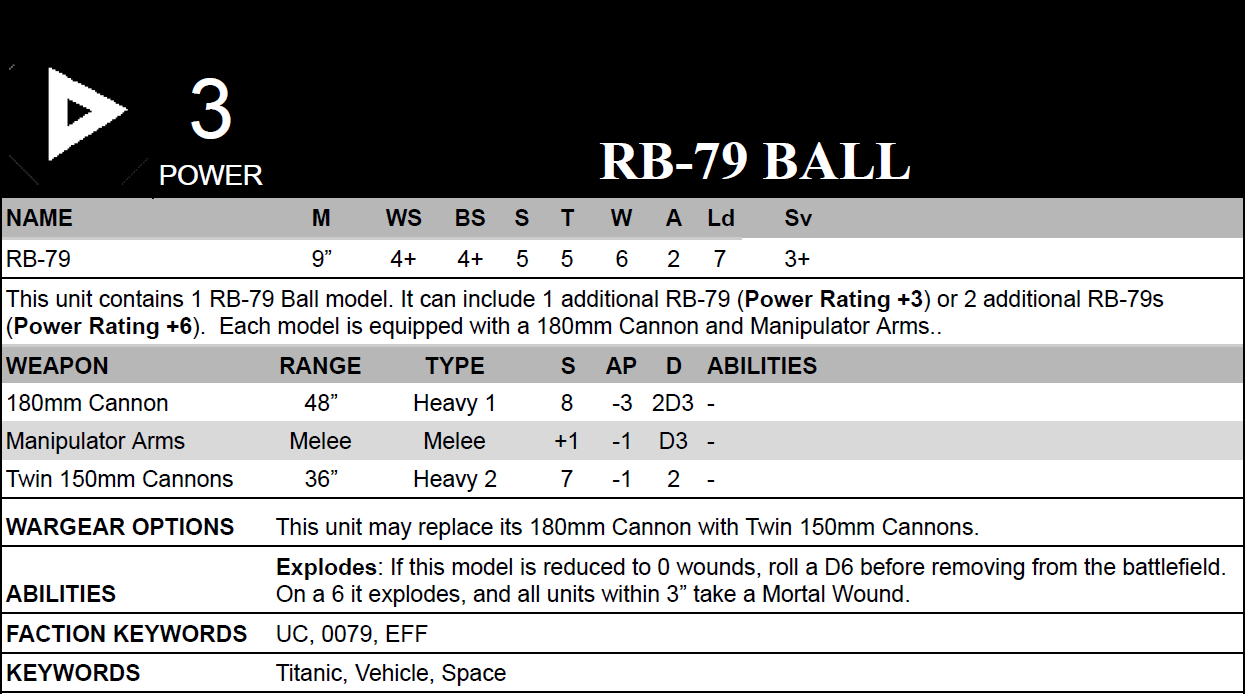 3
POWER
RB-79 BALL
NAME M WS BS S T W A Ld Sv
RB-79 9” 4+ 4+ 5 5 6 2 7 3+
This unit contains 1 RB-79 Ball model. It can include 1 additional RB-79 (Power Rating +3) or 2 additional RB-79s
(Power Rating +6). Each model is equipped with a 180mm Cannon and Manipulator Arms..
WEAPON RANGE TYPE S AP D ABILITIES
180mm Cannon 48” Heavy 1 8 -3 2D3 -
Manipulator Arms Melee Melee +1 -1 D3 -
Twin 150mm Cannons 36” Heavy 2 7 -1 2 -
WARGEAR OPTIONS This unit may replace its 180mm Cannon with Twin 150mm Cannons.
Explodes: If this model is reduced to 0 wounds, roll a D6 before removing from the battlefield.
ABILITIES On a 6 it explodes, and all units within 3” take a Mortal Wound.
FACTION KEYWORDS UC, 0079, EFF
KEYWORDS Titanic, Vehicle, Space